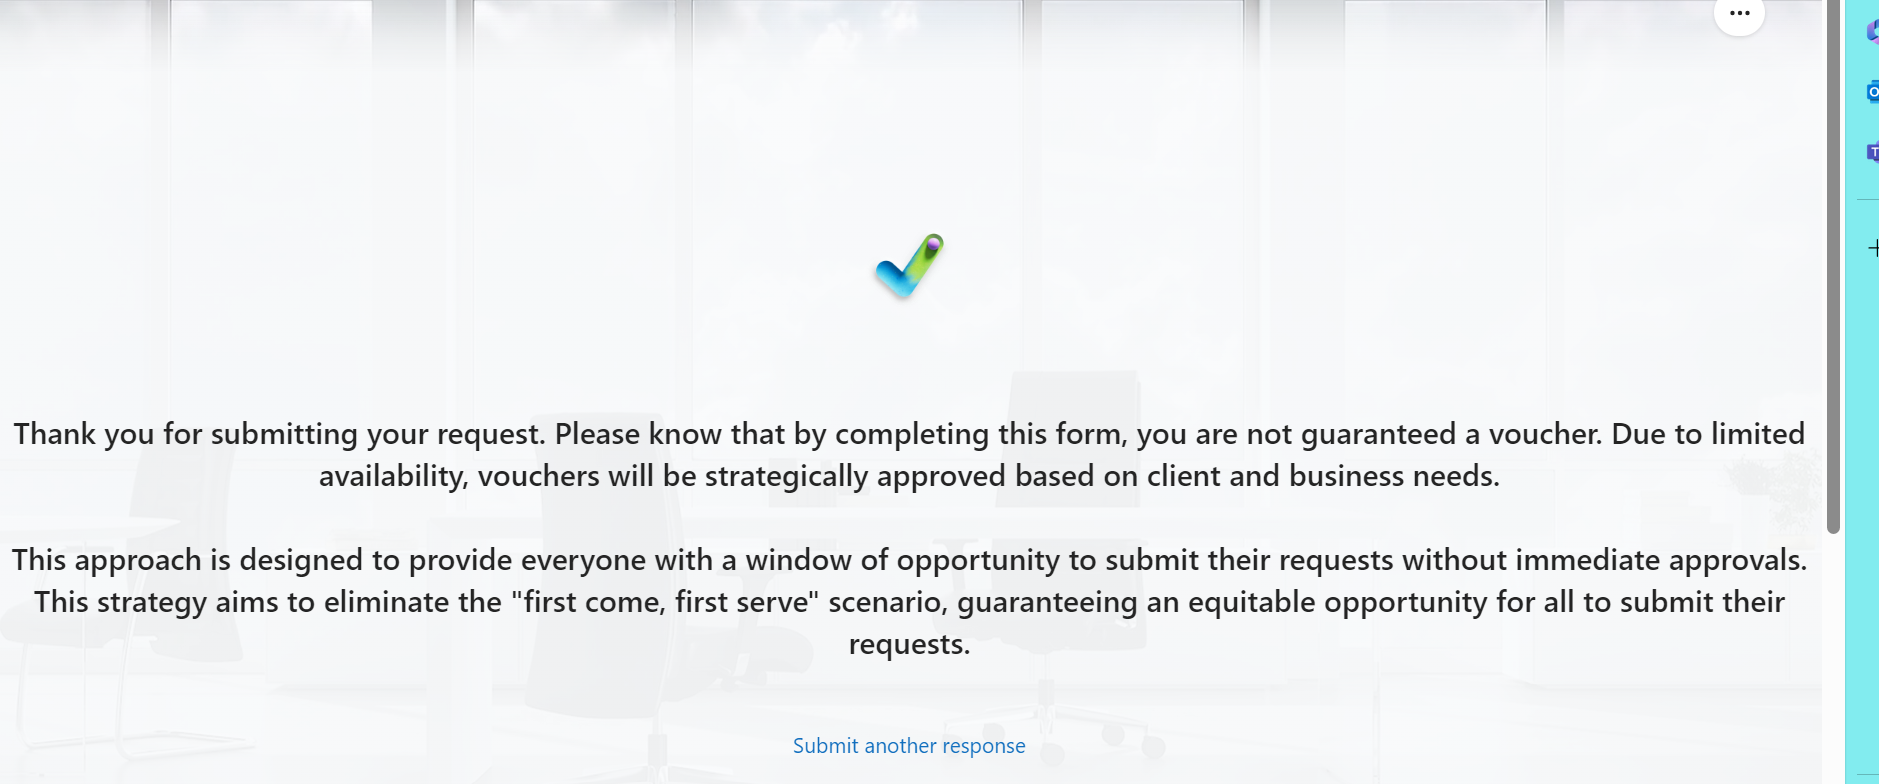 Thank you for submitting your request. Please know that by completing this form, you are not guaranteed a voucher. Due to limited
availability, vouchers will be strategically approved based on client and business needs.
This approach is designed to provide everyone with a window of opportunity to submit their requests without immediate approvals.
This strategy aims to eliminate the "first come, first serve" scenario, guaranteeing an equitable opportunity for all to submit their
requests.
Submit another response